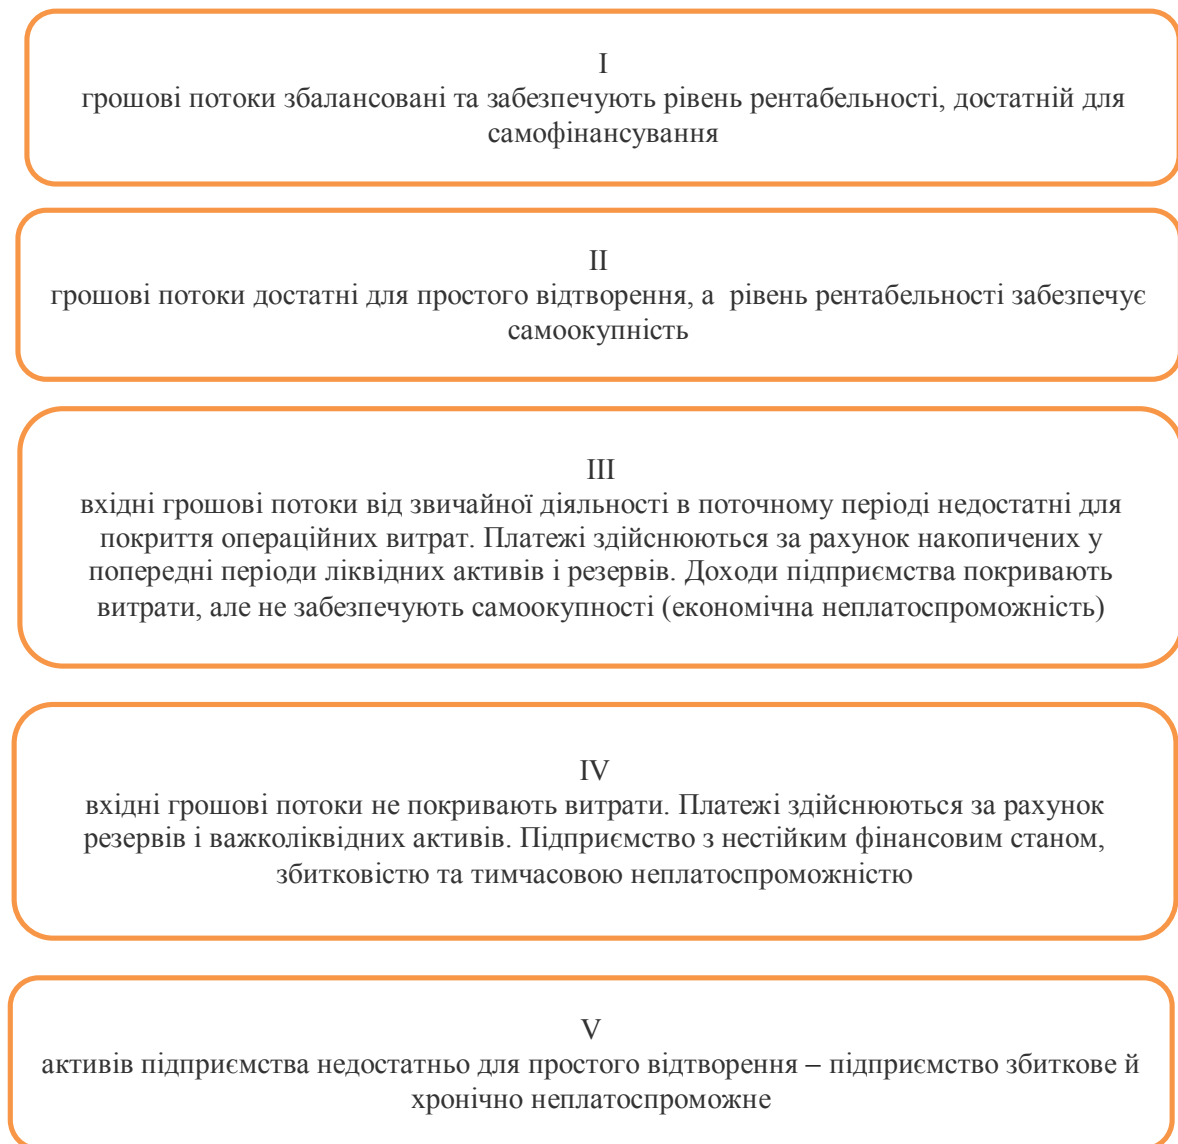 I
грошові потоки збалансовані та забезпечують рівень рентабельності, достатній для
самофінансування
II
грошові потоки достатні для простого відтворення, а  рівень рентабельності забезпечує
самоокупність
III
вхідні грошові потоки від звичайної діяльності в поточному періоді недостатні для
покриття операційних витрат. Платежі здійснюються за рахунок накопичених у
попередні періоди ліквідних активів і резервів. Доходи підприємства покривають
витрати, але не забезпечують самоокупності (економічна неплатоспроможність)
IV
вхідні грошові потоки не покривають витрати. Платежі здійснюються за рахунок
резервів і важколіквідних активів. Підприємство з нестійким фінансовим станом,
збитковістю та тимчасовою неплатоспроможністю
V
активів підприємства недостатньо для простого відтворення – підприємство збиткове й
хронічно неплатоспроможне